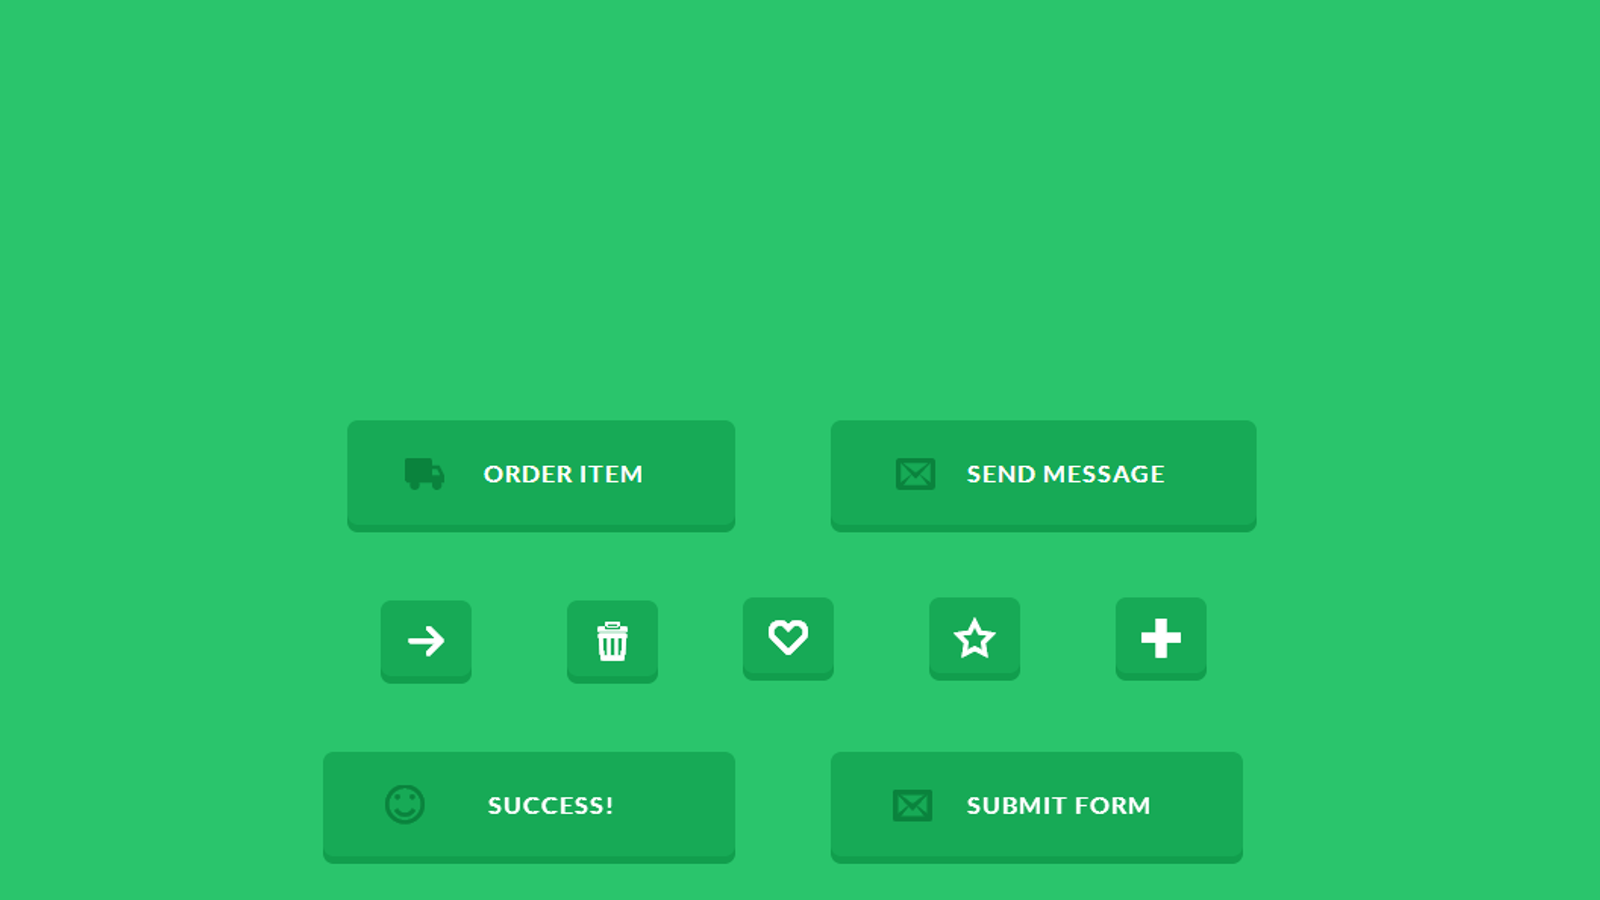 ORDER ITEM
SEND MESSAGE
SUCCESS!
SUBMIT FORM